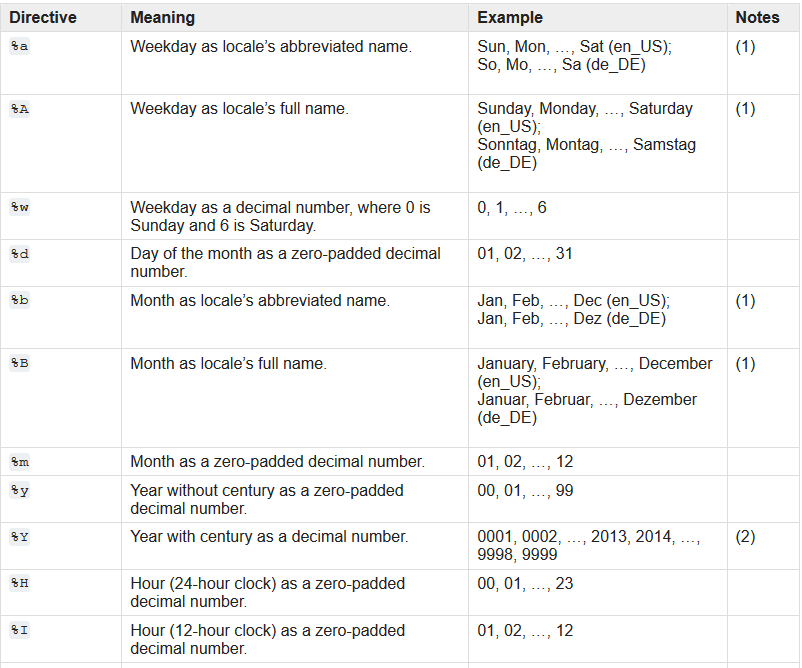 Directive Meaning Example Notes
%a Weekday as locale’s abbreviated name. Sun, Mon, …, Sat (en_US); (1)
So, Mo, …, Sa (de_DE)
%A Weekday as locale’s full name. Sunday, Monday, …, Saturday (1)
(en_US);
Sonntag, Montag, …, Samstag
(de_DE)
%w Weekday as a decimal number, where 0 is 0, 1, …, 6
Sunday and 6 is Saturday.
%d Day of the month as a zero-padded decimal 01, 02, …, 31
number.
%b Month as locale’s abbreviated name. Jan, Feb, …, Dec (en_US); (1)
Jan, Feb, …, Dez (de_DE)
%B Month as locale’s full name. January, February, …, December (1)
(en_US);
Januar, Februar, …, Dezember
(de_DE)
%m Month as a zero-padded decimal number. 01, 02, …, 12
%y Year without century as a zero-padded 00, 01, …, 99
decimal number.
%Y Year with century as a decimal number. 0001, 0002, …, 2013, 2014, …, (2)
9998, 9999
%H Hour (24-hour clock) as a zero-padded 00, 01, …, 23
decimal number.
%I Hour (12-hour clock) as a zero-padded 01, 02, …, 12
decimal number.